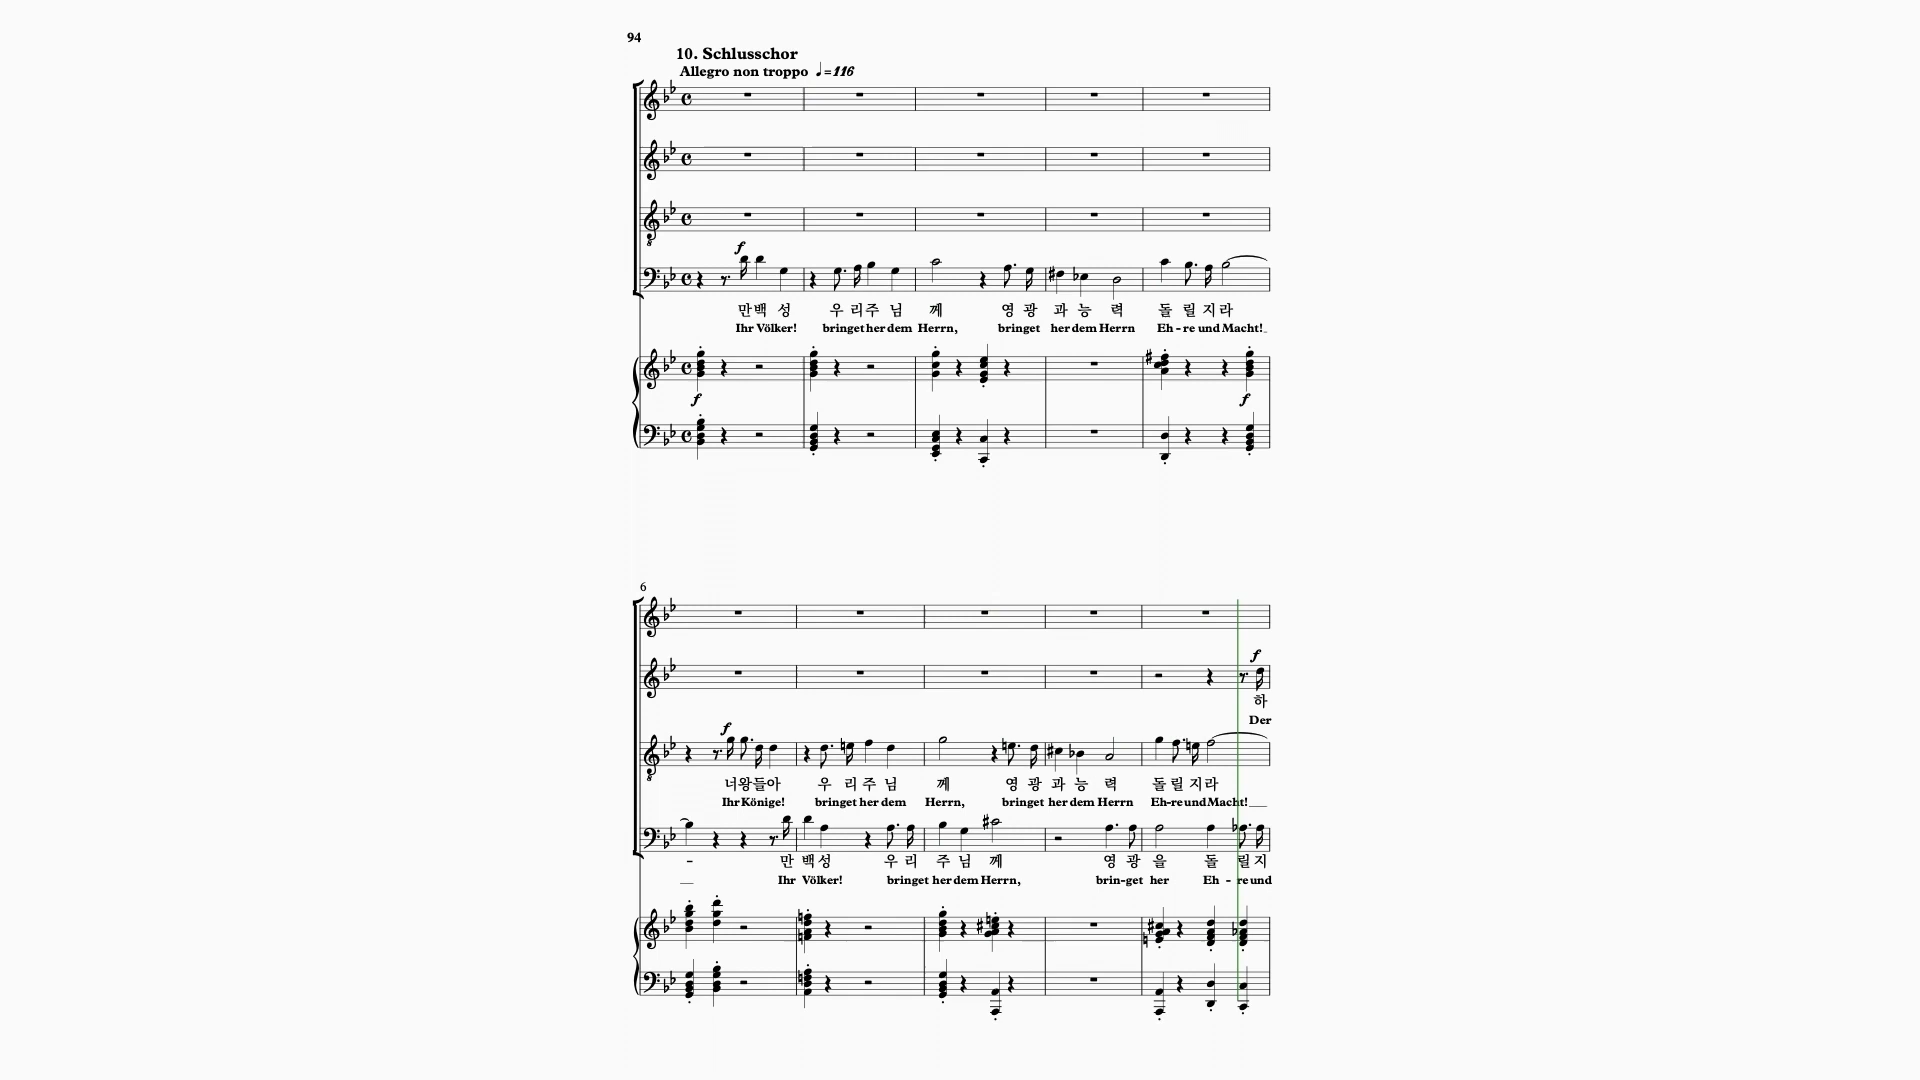 94
10. Schlusschor
Allegro non troppo ♩=116
f
만백 성 우 리주 님 께 영 광 과 능 력 돌 릴 지 라
Ihr Völker! bringet her dem Herrn, bringet her dem Herrn Eh - re und Macht!
f f
6
f
하
Der
f
너왕들아 우 리 주 님 께 영 광 과 능 력 돌 릴 지라
Ihr Könige! bringet her dem Herrn, bringet her dem Herrn Eh-re und Macht!
- 만 백 성 우 리 주 님 께 영 광 을 돌 릴 지
Ihr Völker! bringet her dem Herrn, brin-get her Eh - re und